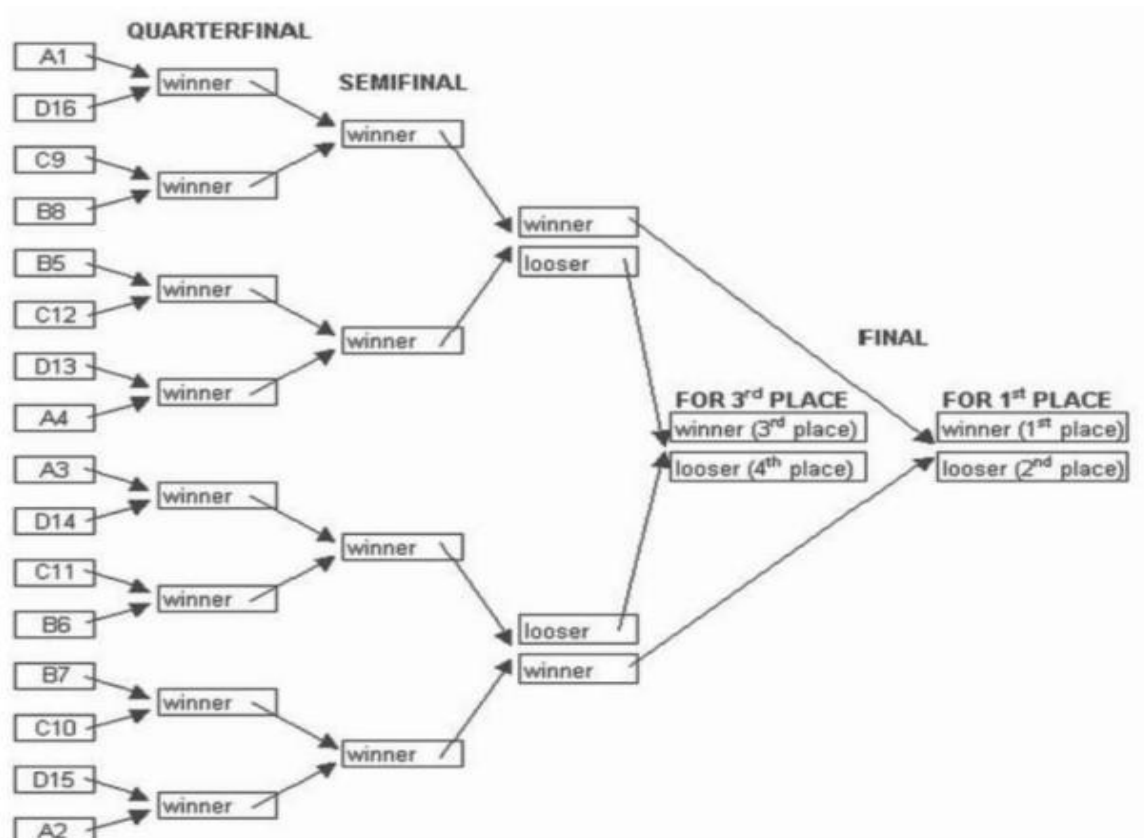 QUARTERFINAL
A1
winner
SEMIFINAL
D16
winner
C9
winner
B8
winner
B5
looser
winner
C12
winner
FINAL
D13
winner
A4
FOR 3rd PLACE
FOR 1st PLACE
winner (3rd place)
winner (1st place)
A3
looser (4th place)
looser (2nd place)
winner
D14
winner
C11
winner
B6
looser
B7
winner
winner
C10
winner
D15
winner
A2